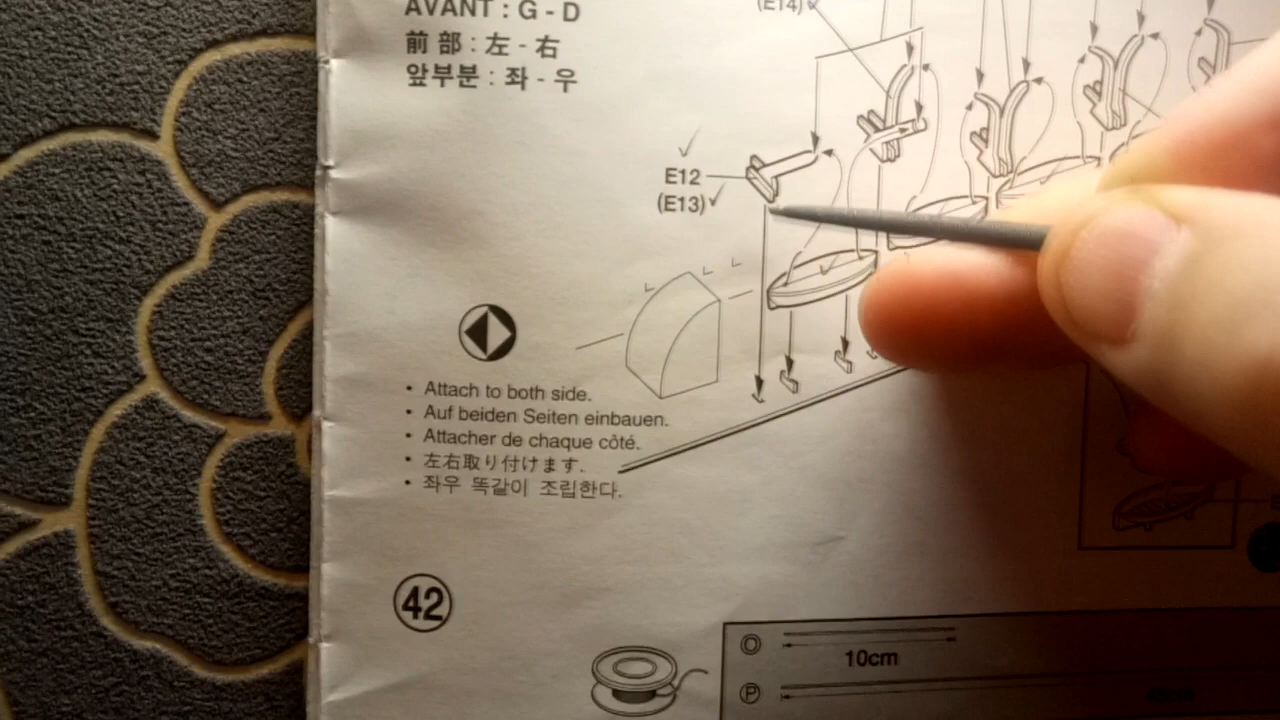 AVANT : G - D
前 部 : 左 - 右
앞부분 : 좌 - 우
(E14)
E12
(E13)
• Attach to both side.
• Auf beiden Seiten einbauen.
• Attacher de chaque côté.
• 左右取り付けます.
• 좌우 똑같이 조립한다.
42
O
10cm
P